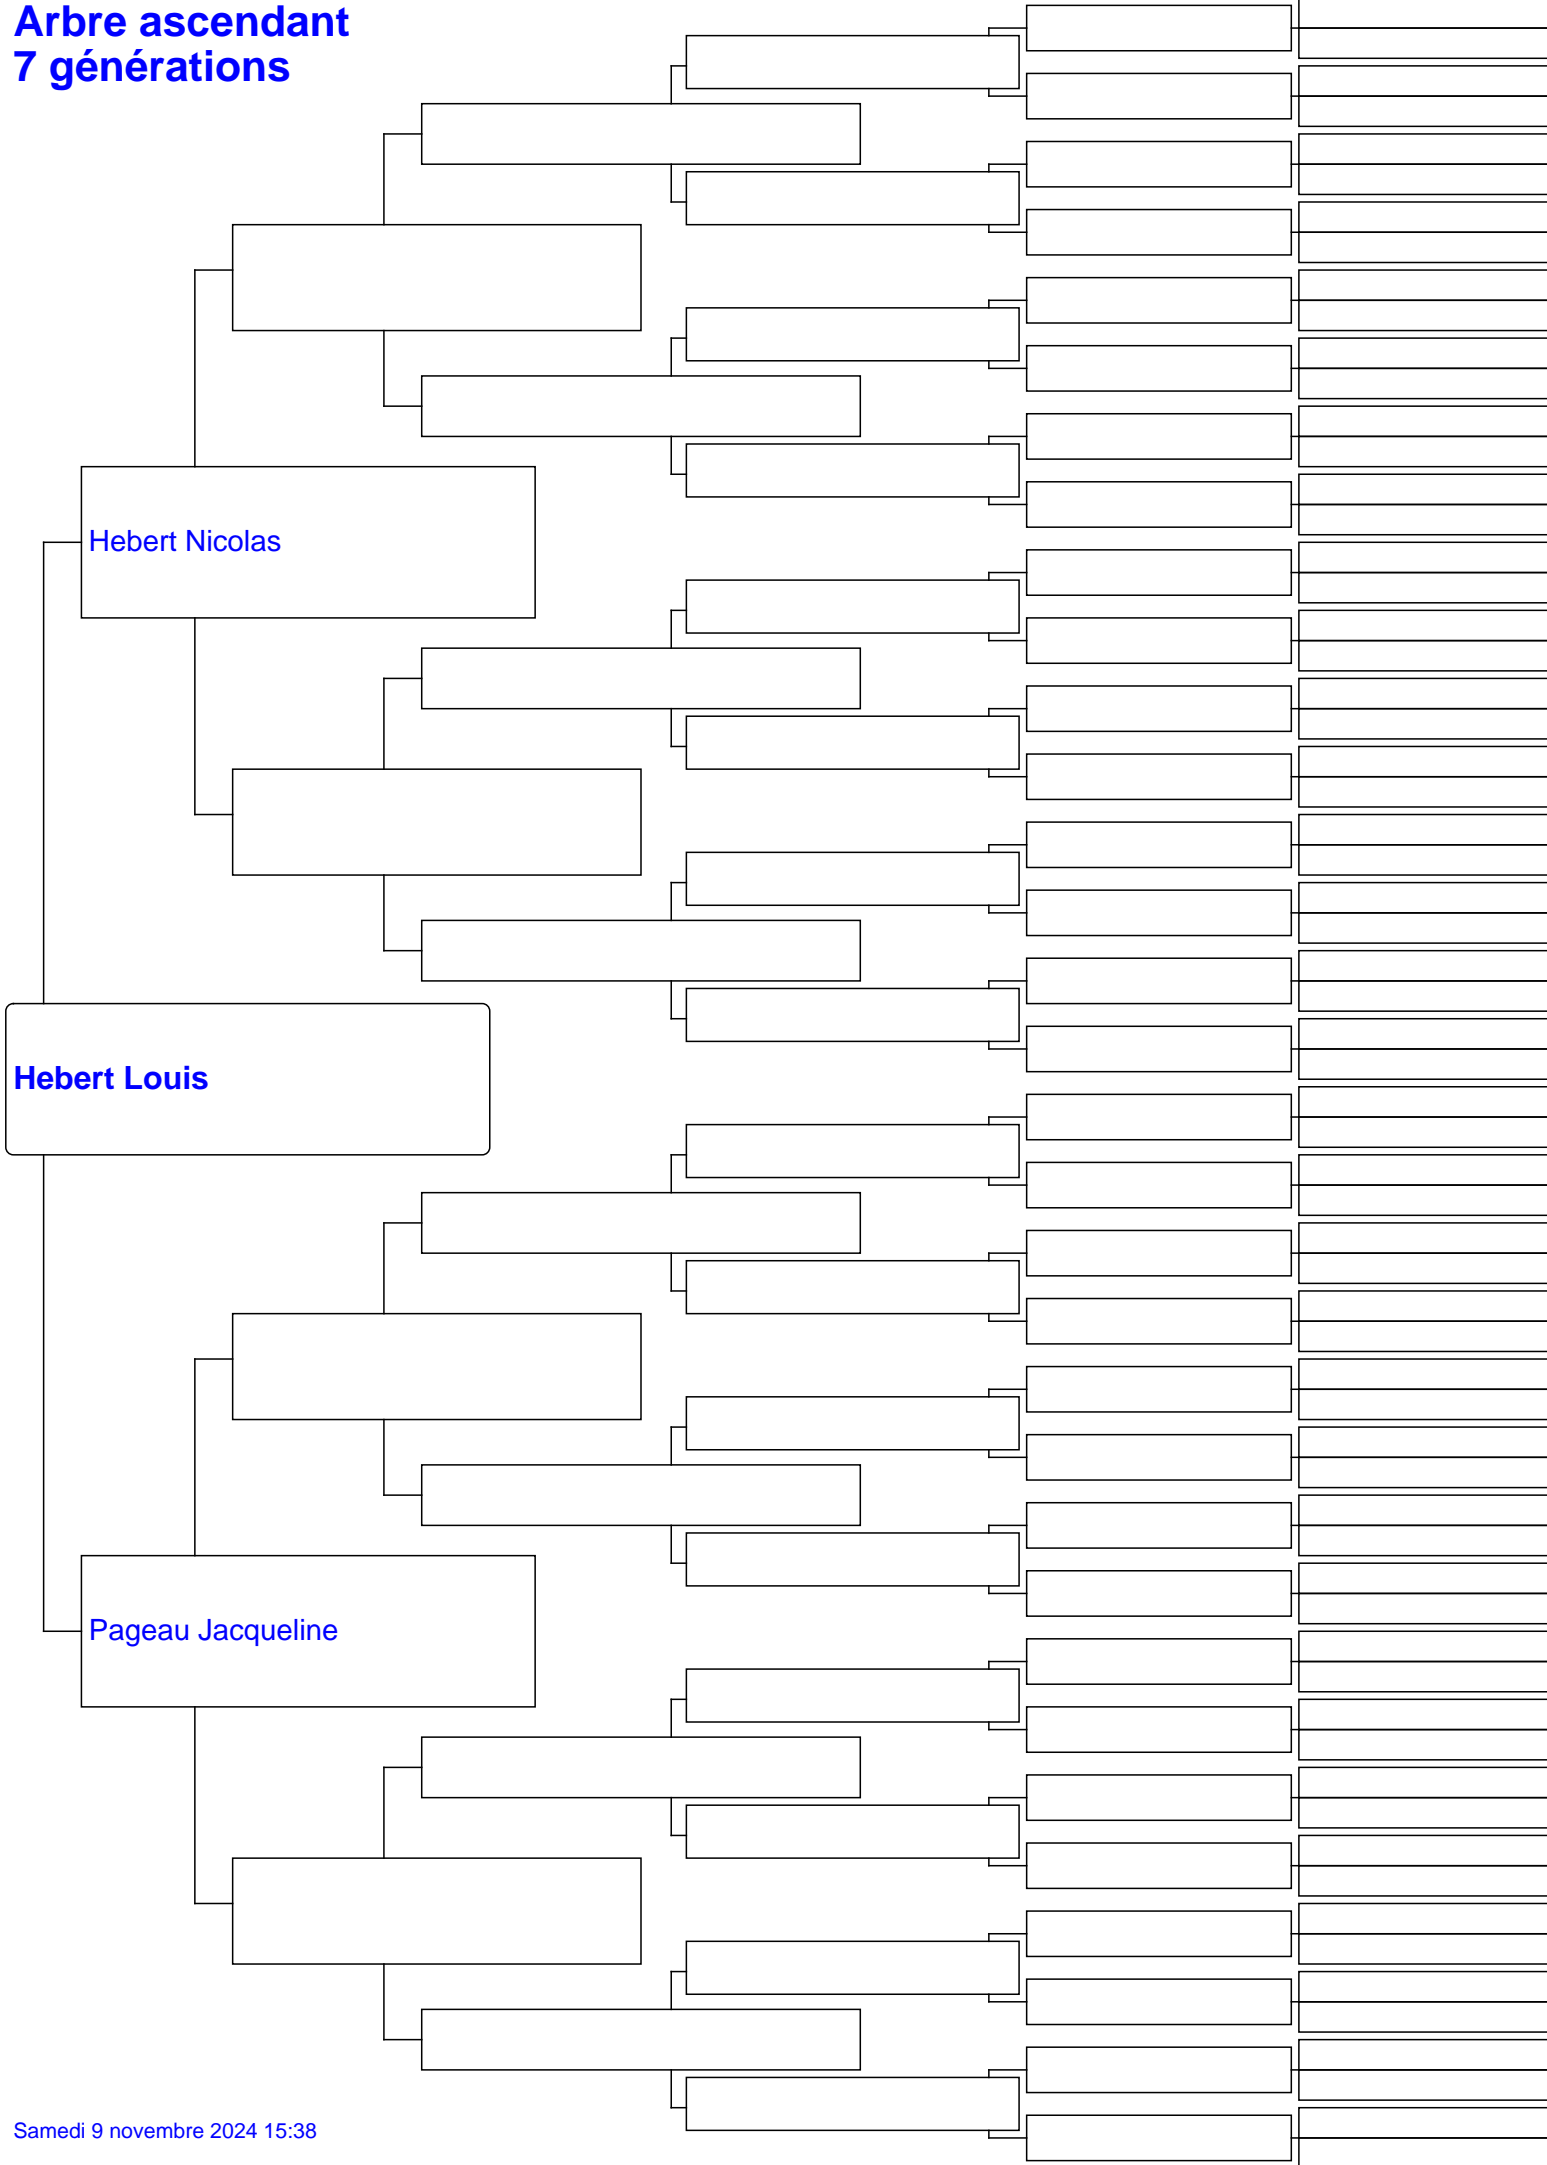 Arbre ascendant
7 générations
Hebert Nicolas
Hebert Louis
Pageau Jacqueline
Samedi 9 novembre 2024 15:38